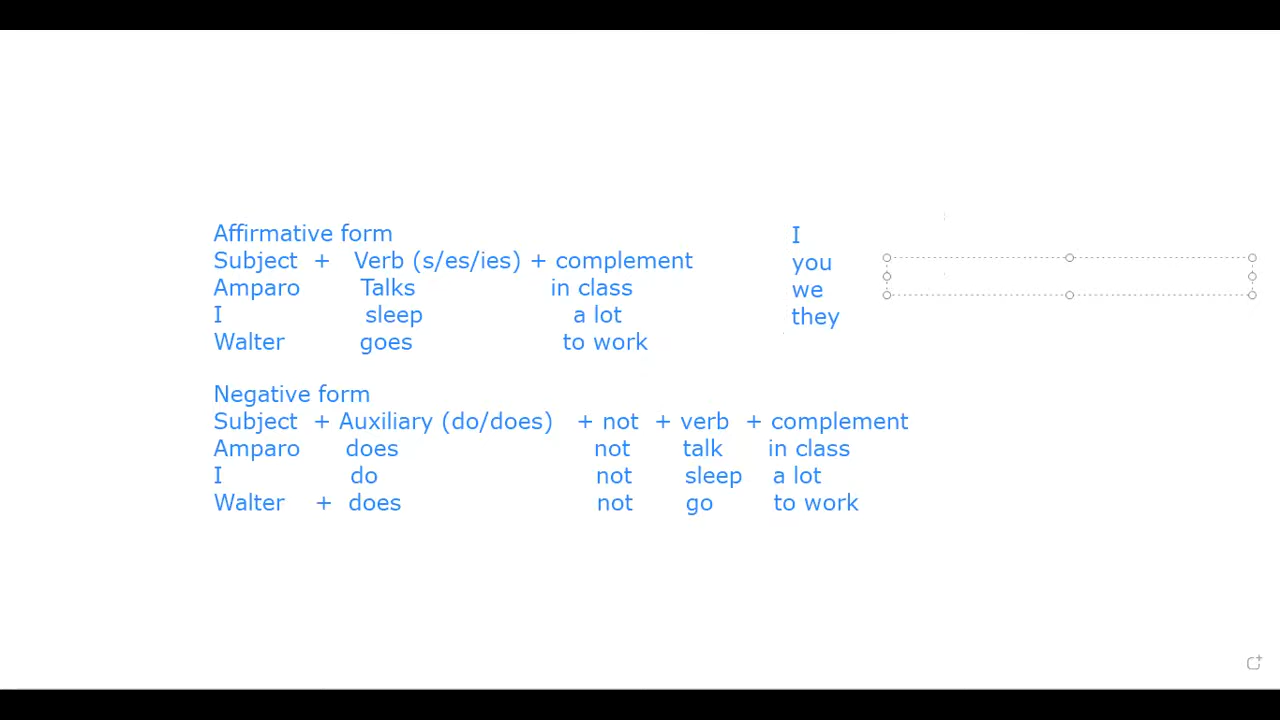 Affirmative form
Subject + Verb (s/es/ies) + complement
Amparo Talks in class
I sleep a lot
Walter goes to work
I
you
we
they
Negative form
Subject + Auxiliary (do/does) + not + verb + complement
Amparo does not talk in class
I do not sleep a lot
Walter + does not go to work